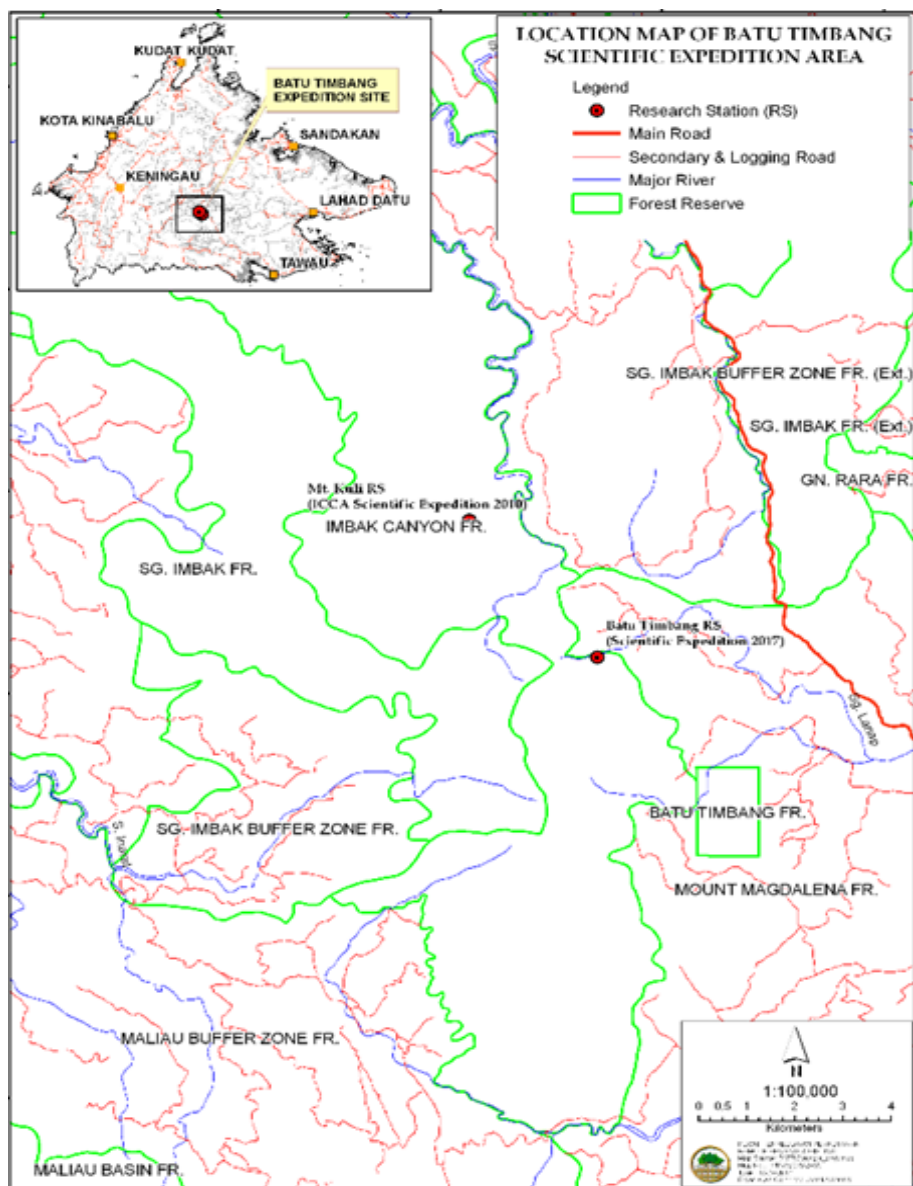 LOCATION MAP OF BATU TIMBANG
SCIENTIFIC EXPEDITION AREA
Legend
Research Station (RS)
Main Road
Secondary & Logging Road
Major River
Forest Reserve
KUDAT KUDAT
BATU TIMBANG
EXPEDITION SITE
KOTA KINABALU
SANDAKAN
KENINGAU
LAHAD DATU
TAWAU
SG. IMBAK BUFFER ZONE FR. (Ext.)
SG. IMBAK FR. (Ext)
GN. RARA FR.
Mt. Kuli RS
(ICCA Scientific Expedition 2010)
IMBAK CANYON FR.
SG. IMBAK FR.
Batu Timbang RS
(Scientific Expedition 2017)
Sg. Lanap
BATU TIMBANG FR.
SG. IMBAK BUFFER ZONE FR.
MOUNT MAGDALENA FR.
MALIAU BUFFER ZONE FR.
MALIAU BASIN FR.
N
1:100,000
0 0.5 1 2 3 4
Kilometers